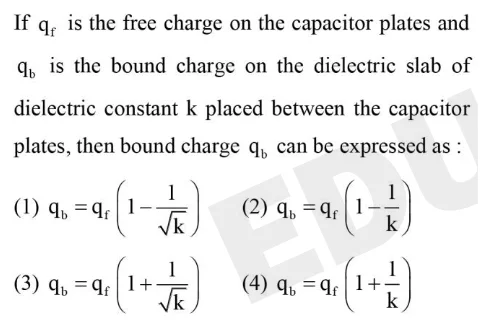 If q_f is the free charge on the capacitor plates and
q_b is the bound charge on the dielectric slab of
dielectric constant k placed between the capacitor
plates, then bound charge q_b can be expressed as :
(1) q_b = q_f (1 − 1/√k) (2) q_b = q_f (1 − 1/k)
(3) q_b = q_f (1 + 1/√k) (4) q_b = q_f (1 + 1/k)
EDU